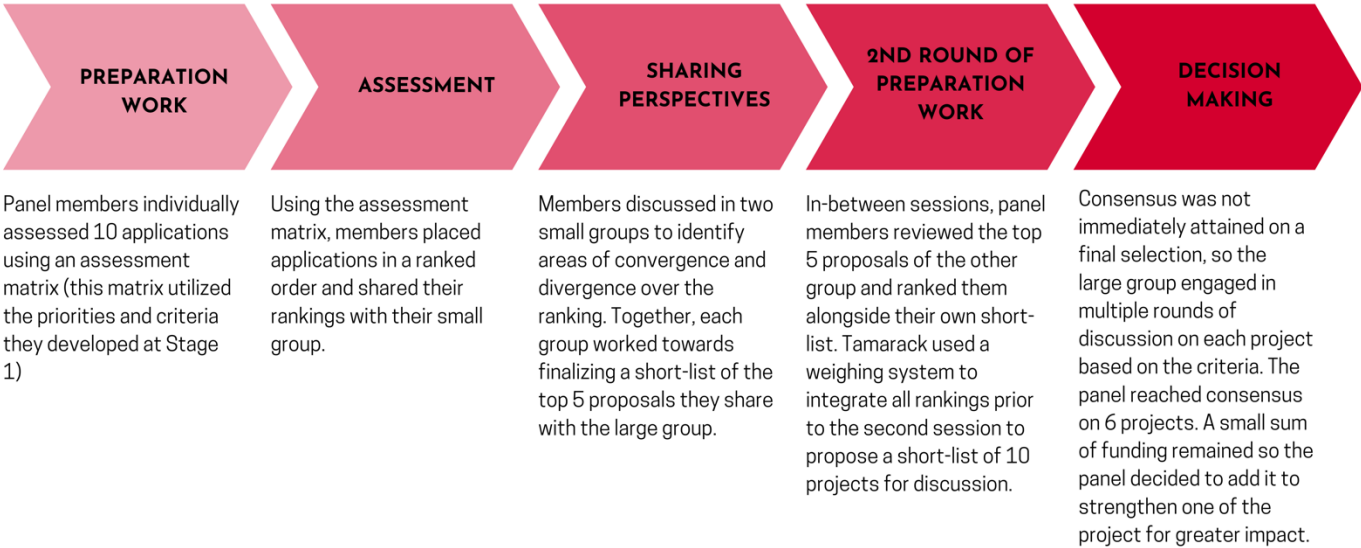 PREPARATION
WORK
Panel members individually
assessed 10 applications
using an assessment
matrix (this matrix utilized
the priorities and criteria
they developed at Stage
1)
ASSESSMENT
Using the assessment
matrix, members placed
applications in a ranked
order and shared their
rankings with their small
group.
SHARING
PERSPECTIVES
Members discussed in two
small groups to identify
areas of convergence and
divergence over the
ranking. Together, each
group worked towards
finalizing a short-list of the
top 5 proposals they share
with the large group.
2ND ROUND OF
PREPARATION
WORK
In-between sessions, panel
members reviewed the top
5 proposals of the other
group and ranked them
alongside their own short-
list. Tamarack used a
weighing system to
integrate all rankings prior
to the second session to
propose a short-list of 10
projects for discussion.
DECISION
MAKING
Consensus was not
immediately attained on a
final selection, so the
large group engaged in
multiple rounds of
discussion on each project
based on the criteria. The
panel reached consensus
on 6 projects. A small sum
of funding remained so the
panel decided to add it to
strengthen one of the
project for greater impact.